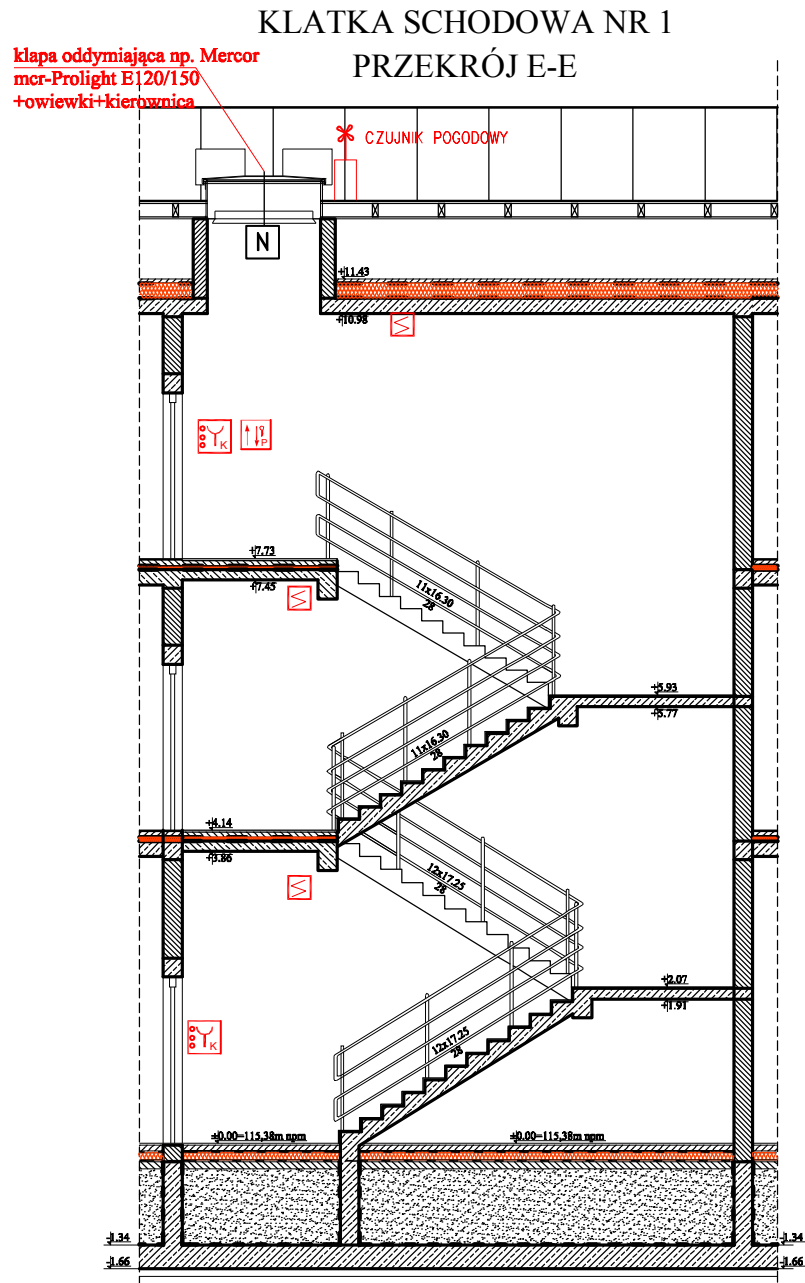 KLATKA SCHODOWA NR 1
PRZEKRÓJ E-E
klapa oddymiająca np. Mercor
mcr-Prolight E120/150
+owiewki+kierownica
CZUJNIK POGODOWY
N
+11.43
+10.98
K
P
+7.73
+7.45
11x16.30
28
+5.93
+5.77
11x16.30
28
+4.14
+3.86
12x17.25
28
+2.07
+1.91
K
12x17.25
28
±0.00=115,38m npm
±0.00=115,38m npm
-1.34
-1.34
-1.66
-1.66